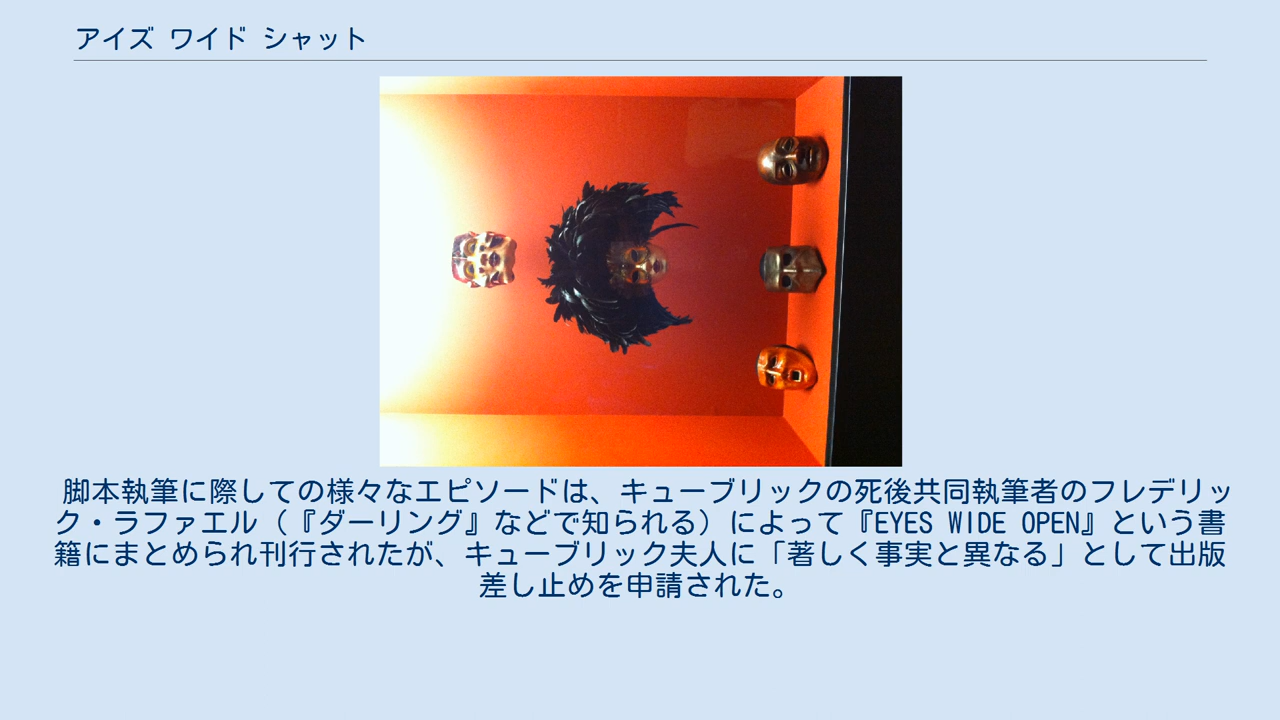 アイズ ワイド シャット
脚本執筆に際しての様々なエピソードは、キューブリックの死後共同執筆者のフレデリッ
ク・ラファエル（『ダーリング』などで知られる）によって『EYES WIDE OPEN』という書
籍にまとめられ刊行されたが、キューブリック夫人に「著しく事実と異なる」として出版
差し止めを申請された。